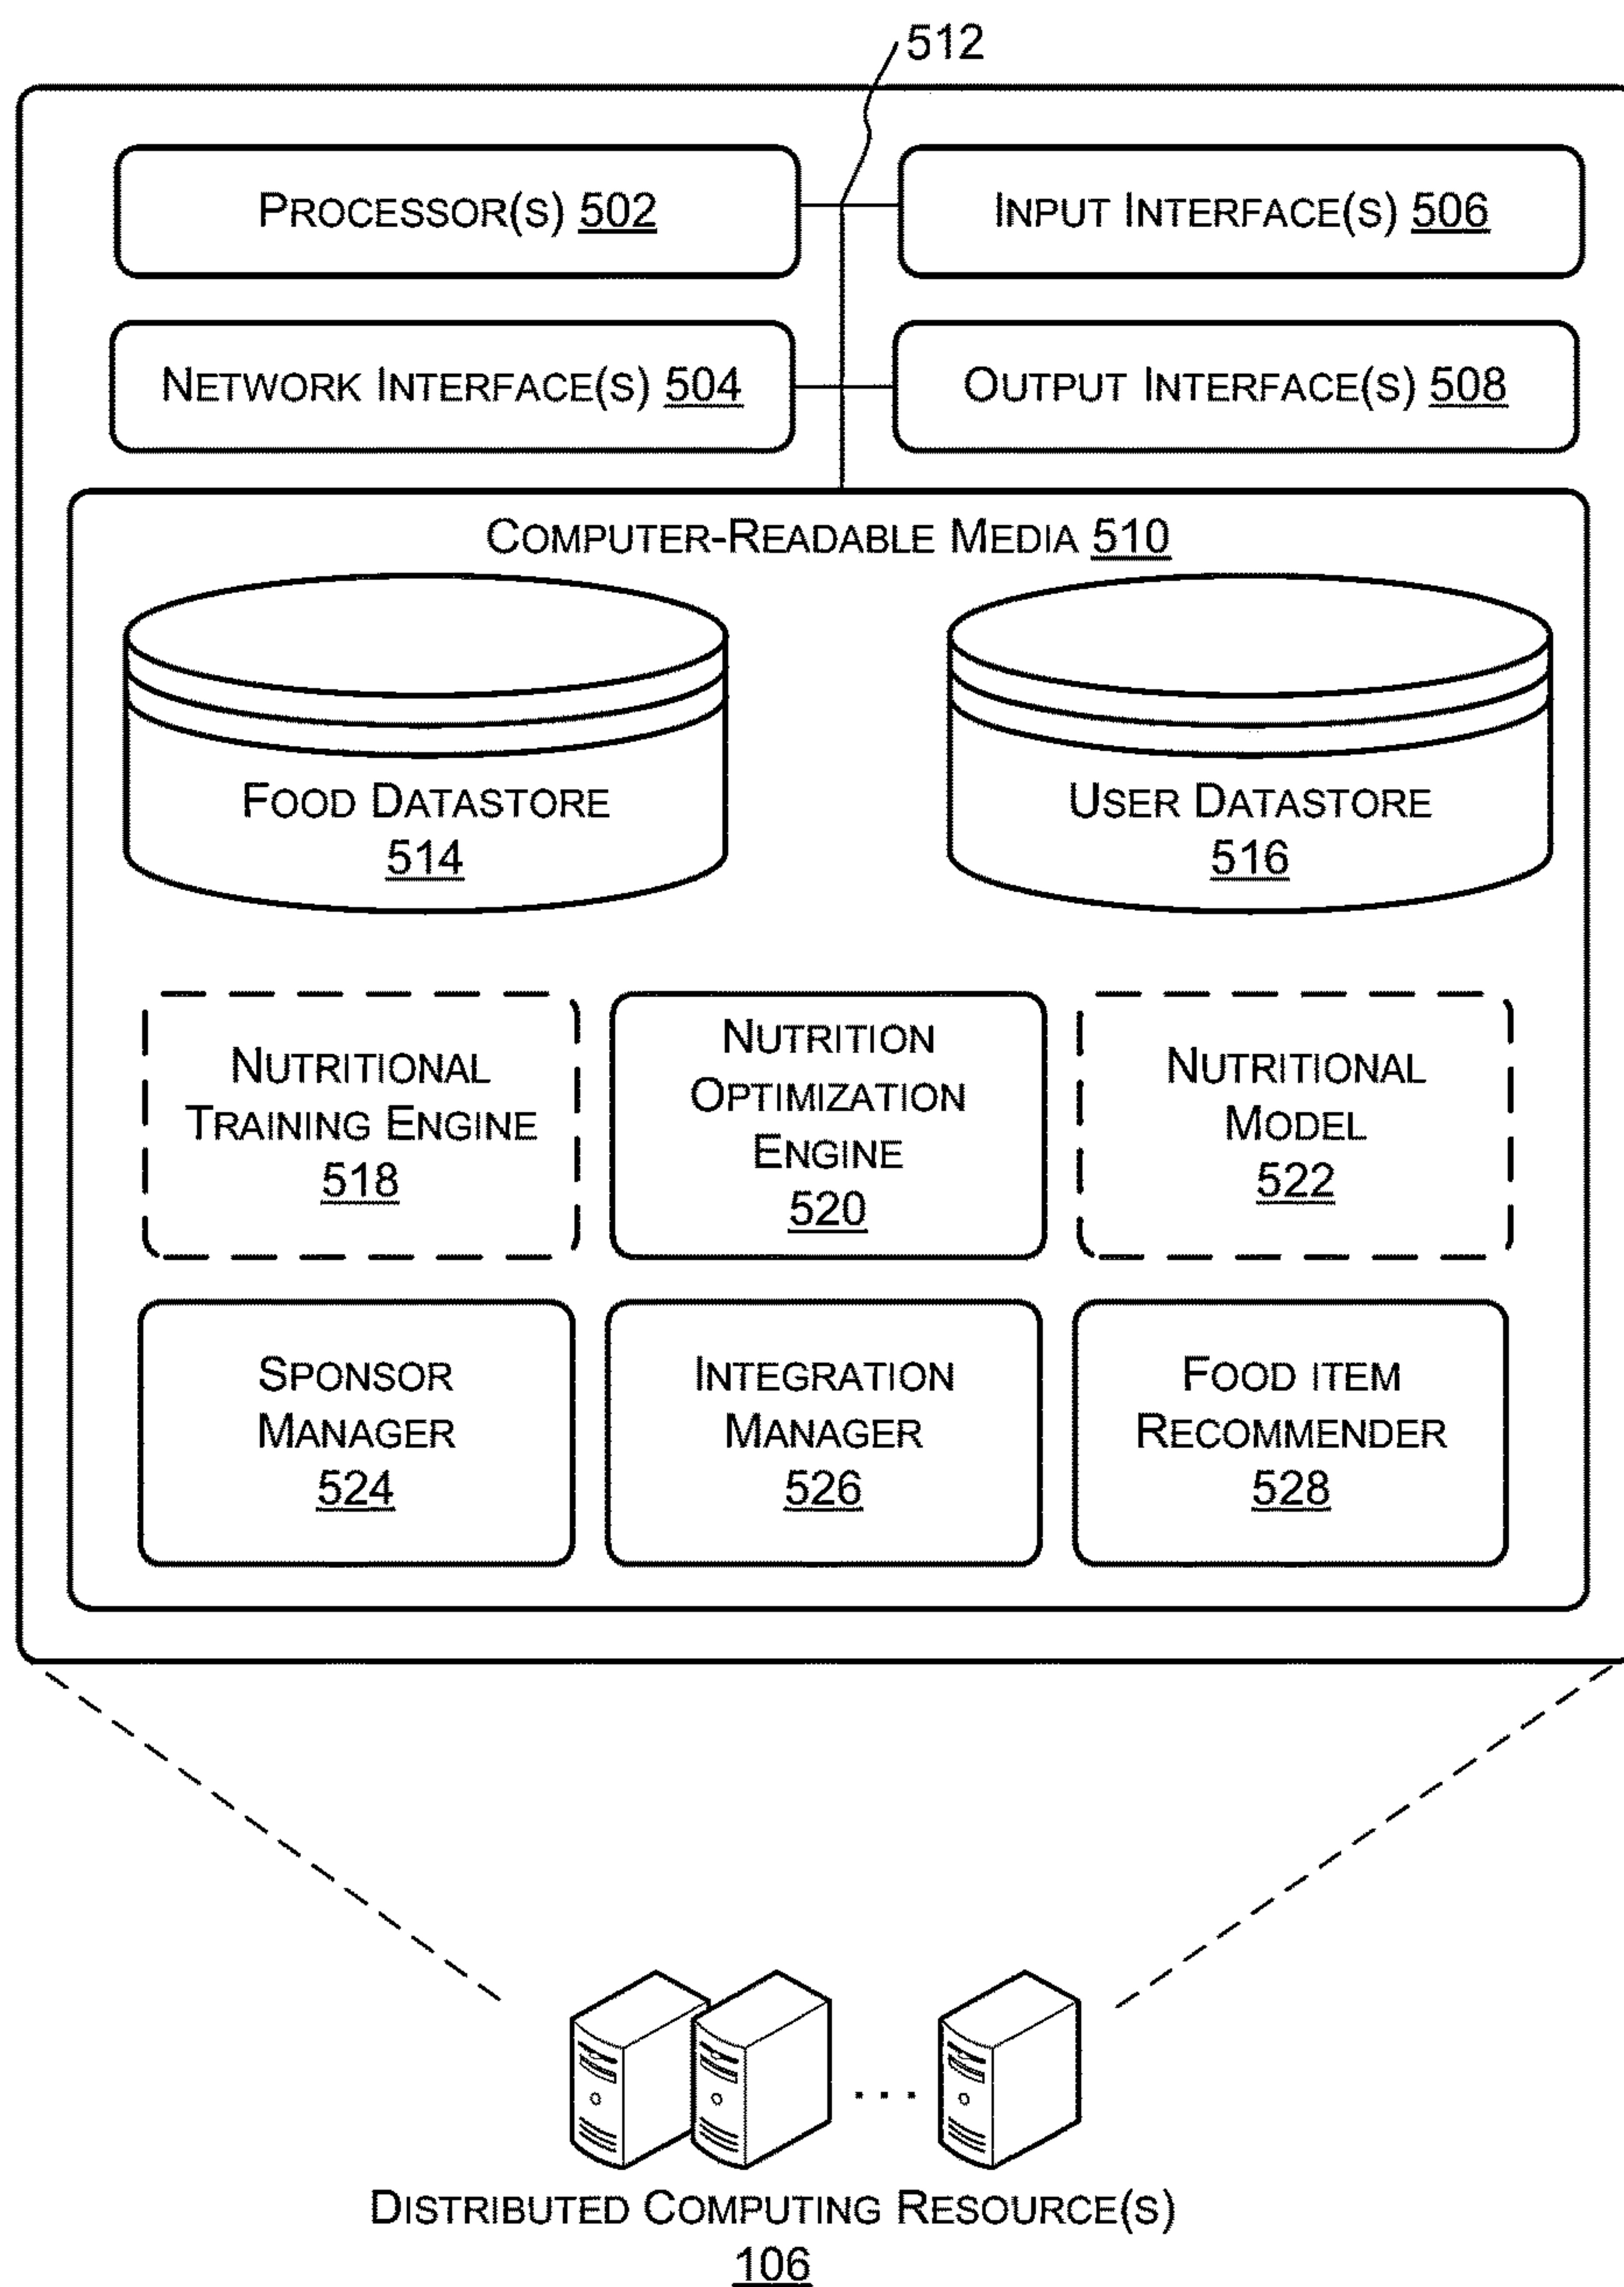 512
PROCESSOR(S) 502
INPUT INTERFACE(S) 506
NETWORK INTERFACE(S) 504
OUTPUT INTERFACE(S) 508
COMPUTER-READABLE MEDIA 510
FOOD DATASTORE
514
USER DATASTORE
516
NUTRITIONAL
TRAINING ENGINE
518
NUTRITION
OPTIMIZATION
ENGINE
520
NUTRITIONAL
MODEL
522
SPONSOR
MANAGER
524
INTEGRATION
MANAGER
526
FOOD ITEM
RECOMMENDER
528
...
DISTRIBUTED COMPUTING RESOURCE(S)
106